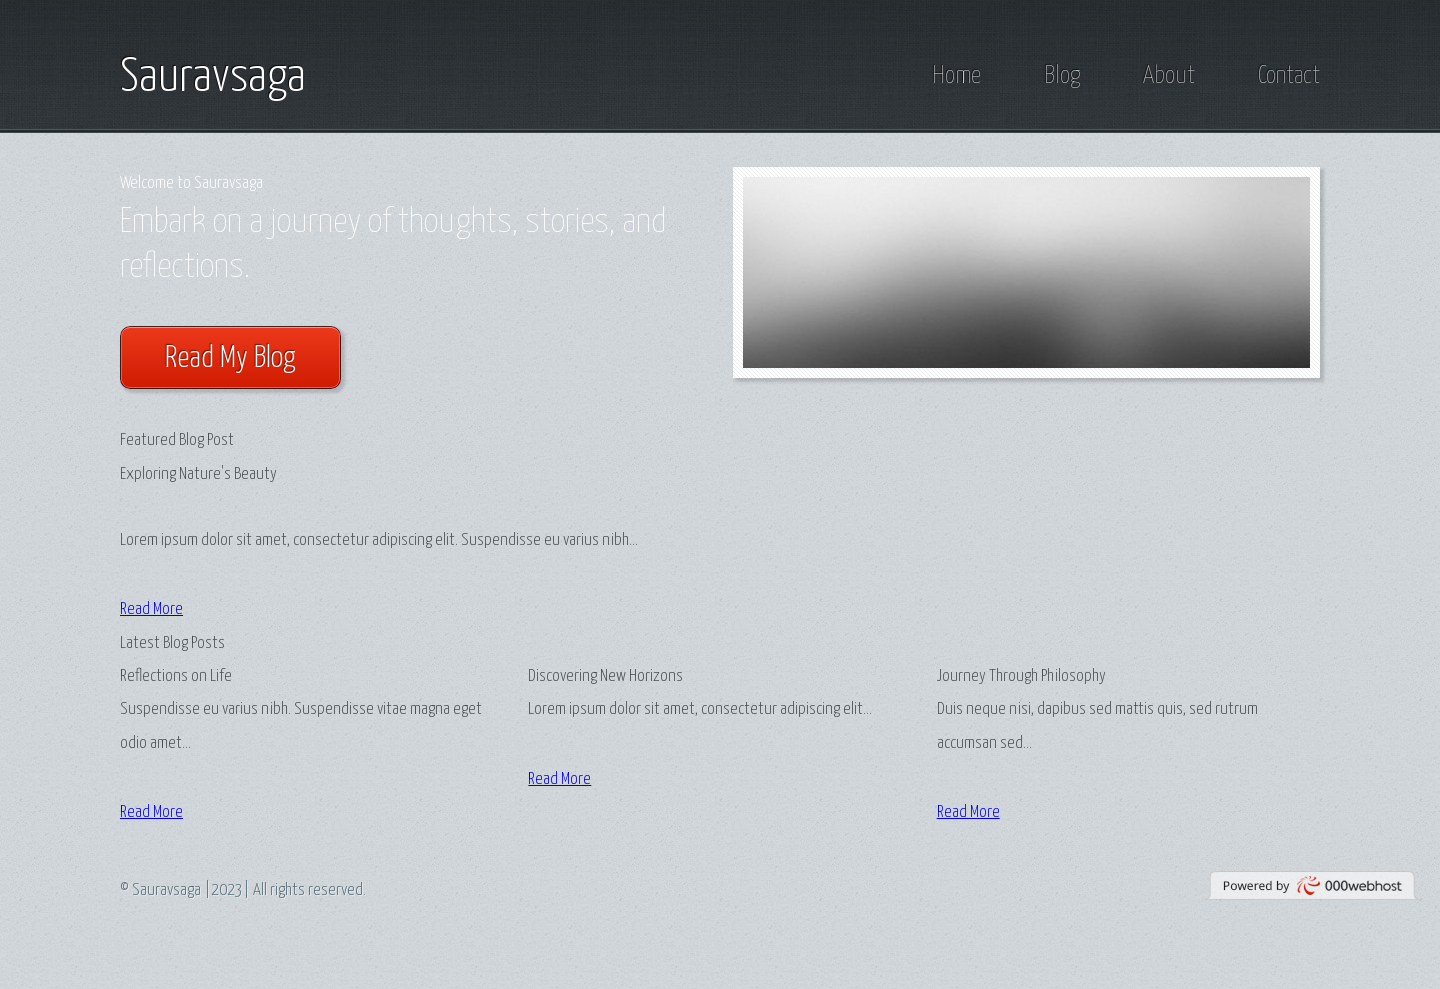 Sauravsaga
Home Blog About Contact
Welcome to Sauravsaga
Embark on a journey of thoughts, stories, and
reflections.
Read My Blog
Featured Blog Post
Exploring Nature's Beauty
Lorem ipsum dolor sit amet, consectetur adipiscing elit. Suspendisse eu varius nibh...
Read More
Latest Blog Posts
Reflections on Life
Suspendisse eu varius nibh. Suspendisse vitae magna eget
odio amet...
Read More
Discovering New Horizons
Lorem ipsum dolor sit amet, consectetur adipiscing elit...
Read More
Journey Through Philosophy
Duis neque nisi, dapibus sed mattis quis, sed rutrum
accumsan sed...
Read More
© Sauravsaga |2023| All rights reserved.
Powered by 000webhost